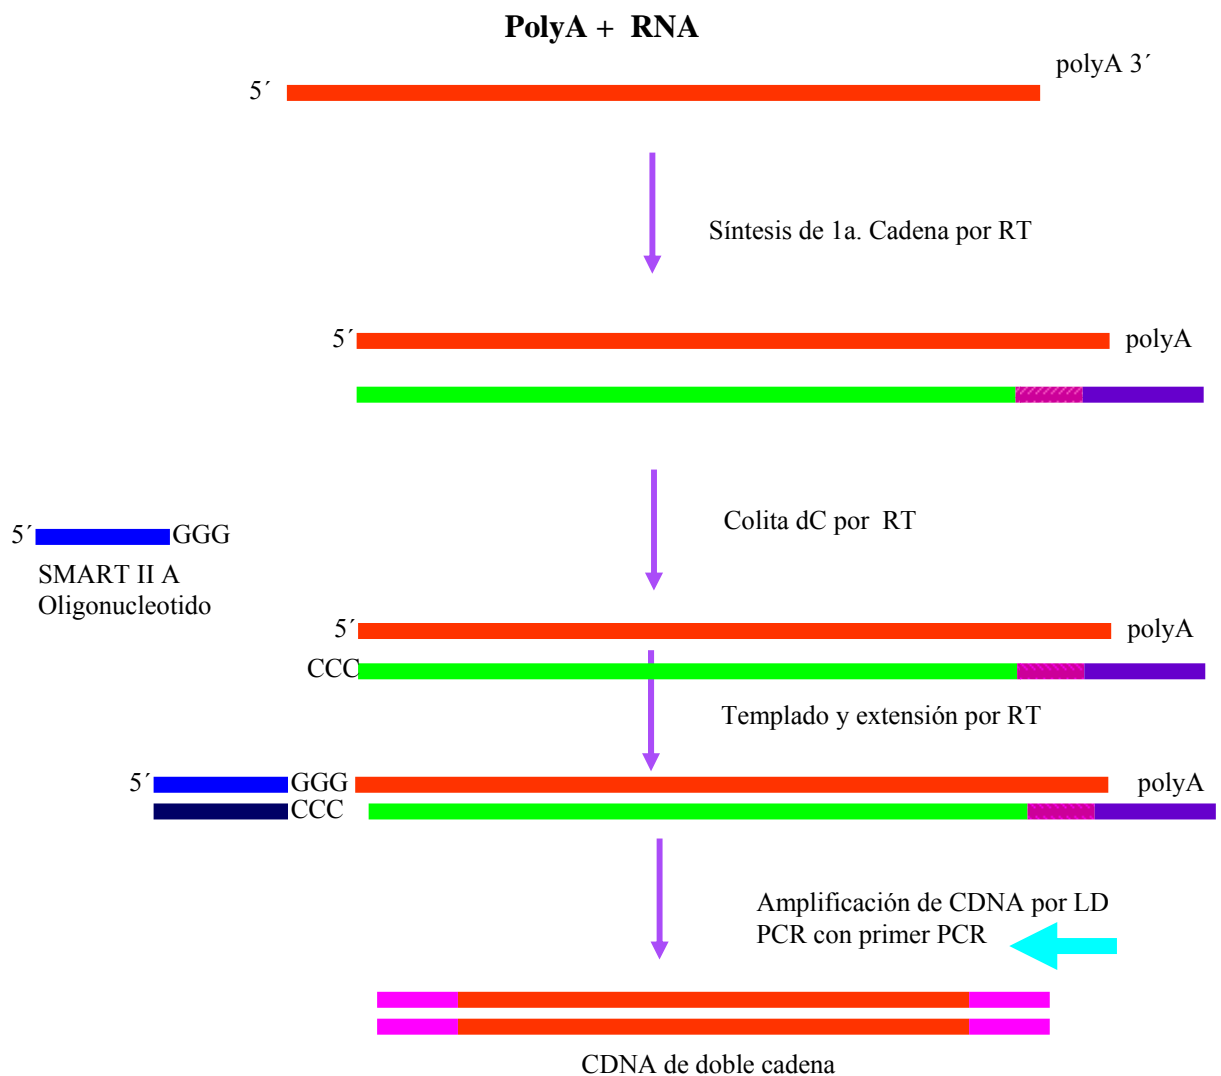 PolyA + RNA
polyA 3´
5´
Síntesis de 1a. Cadena por RT
5´
polyA
Colita dC por RT
5´
GGG
SMART II A
Oligonucleotido
5´
polyA
CCC
Templado y extensión por RT
5´
GGG
polyA
CCC
Amplificación de CDNA por LD
PCR con primer PCR
CDNA de doble cadena